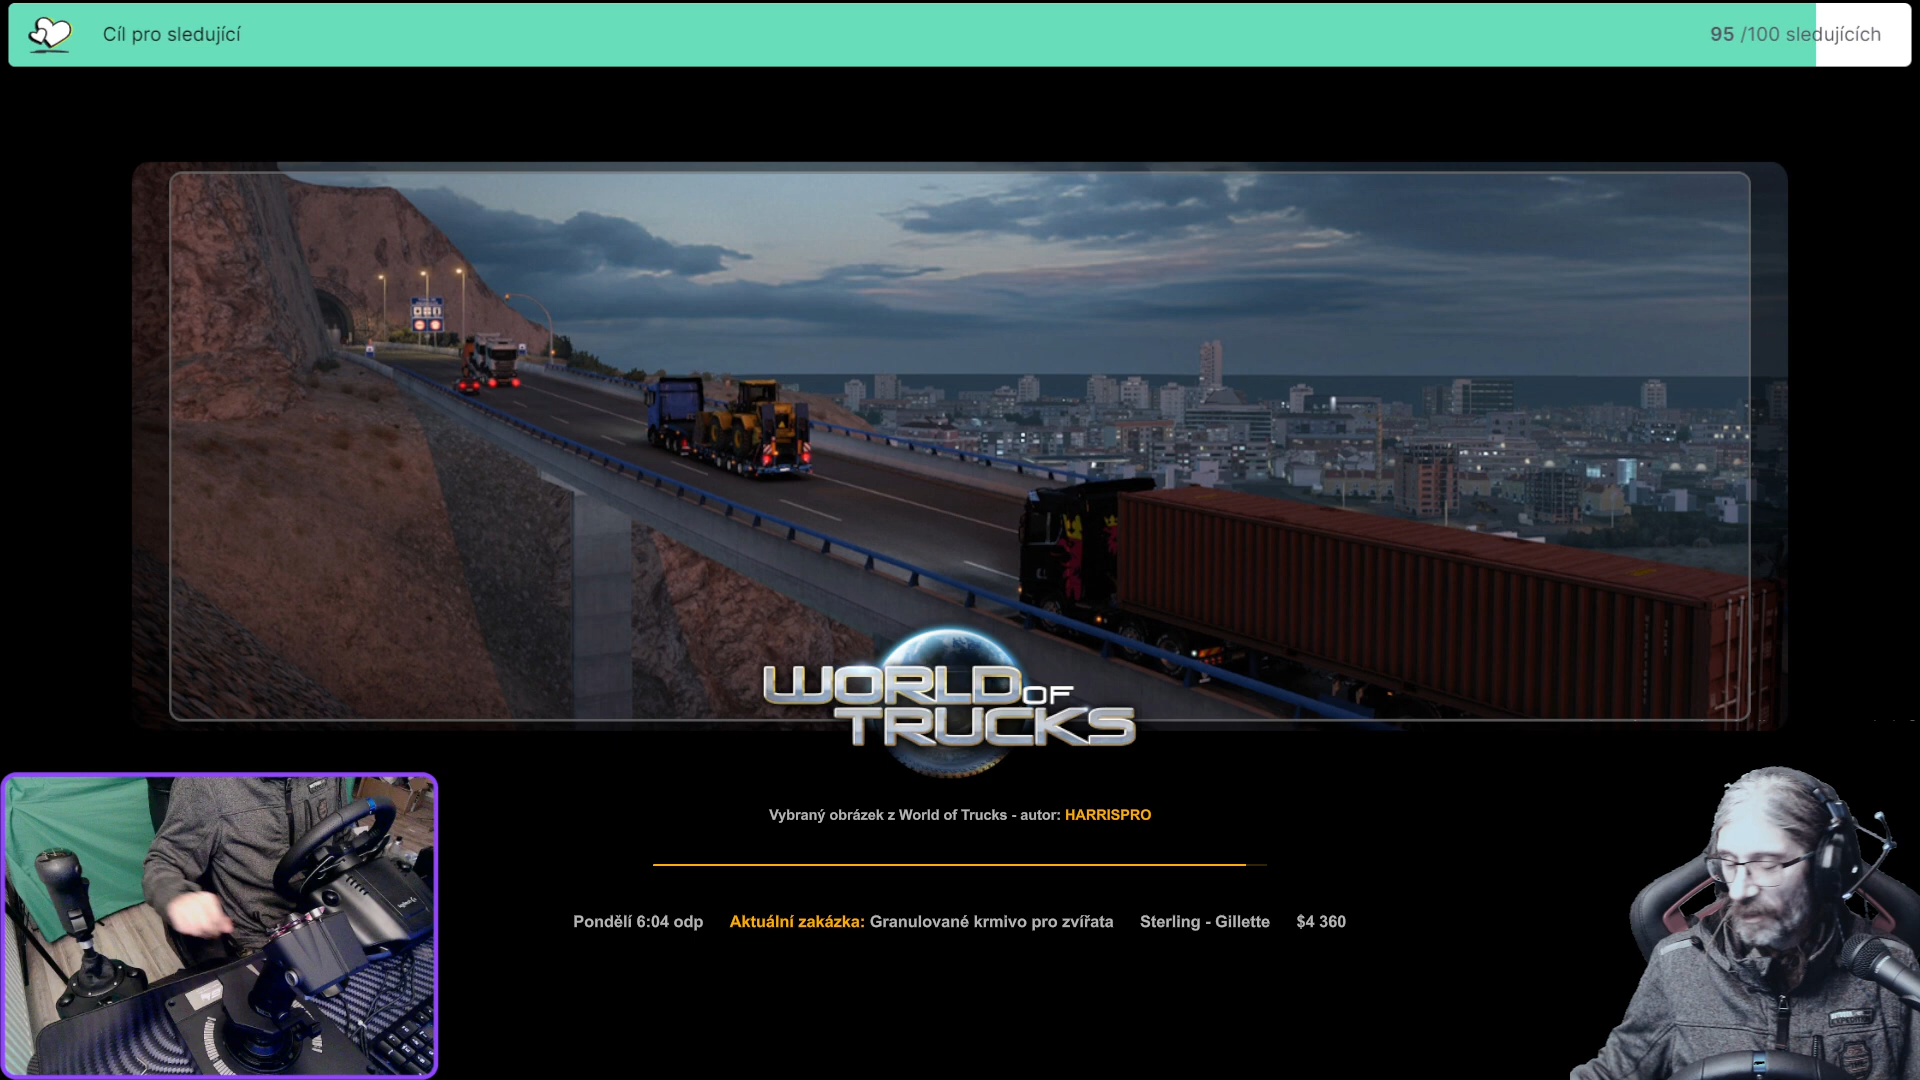 Cíl pro sledující
95 /100 sledujících
WORLD OF
TRUCKS
Vybraný obrázek z World of Trucks - autor: HARRISPRO
Pondělí 6:04 odp Aktuální zakázka: Granulované krmivo pro zvířata Sterling - Gillette $4 360